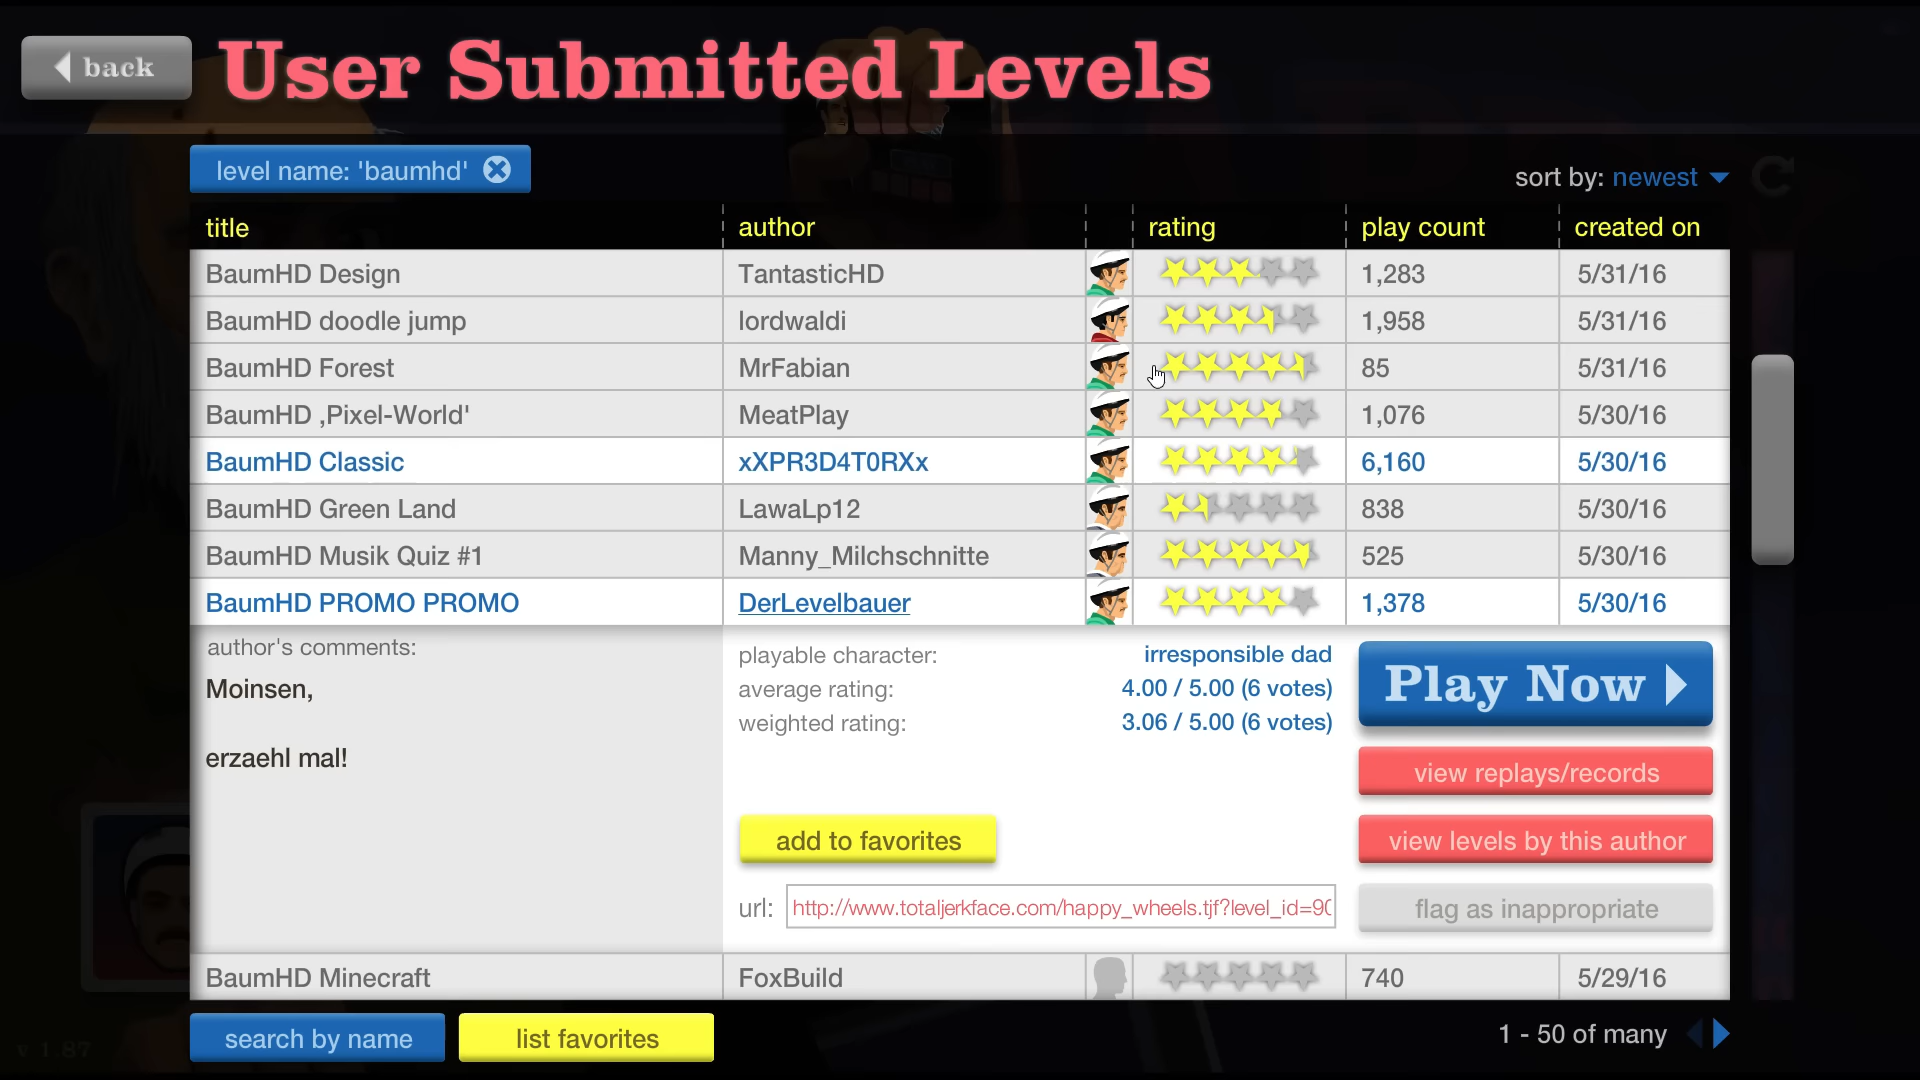 back
User Submitted Levels
level name: 'baumhd'
sort by: newest
title author rating play count created on
BaumHD Design TantasticHD 1,283 5/31/16
BaumHD doodle jump lordwaldi 1,958 5/31/16
BaumHD Forest MrFabian 85 5/31/16
BaumHD ,Pixel-World' MeatPlay 1,076 5/30/16
BaumHD Classic xXPR3D4T0RXx 6,160 5/30/16
BaumHD Green Land LawaLp12 838 5/30/16
BaumHD Musik Quiz #1 Manny_Milchschnitte 525 5/30/16
BaumHD PROMO PROMO DerLevelbauer 1,378 5/30/16
author's comments:
Moinsen,
erzaehl mal!
playable character: irresponsible dad
average rating: 4.00 / 5.00 (6 votes)
weighted rating: 3.06 / 5.00 (6 votes)
add to favorites
url: http://www.totaljerkface.com/happy_wheels.tjf?level_id=90
Play Now
view replays/records
view levels by this author
flag as inappropriate
BaumHD Minecraft FoxBuild 740 5/29/16
search by name
list favorites
1 - 50 of many
v 1.87